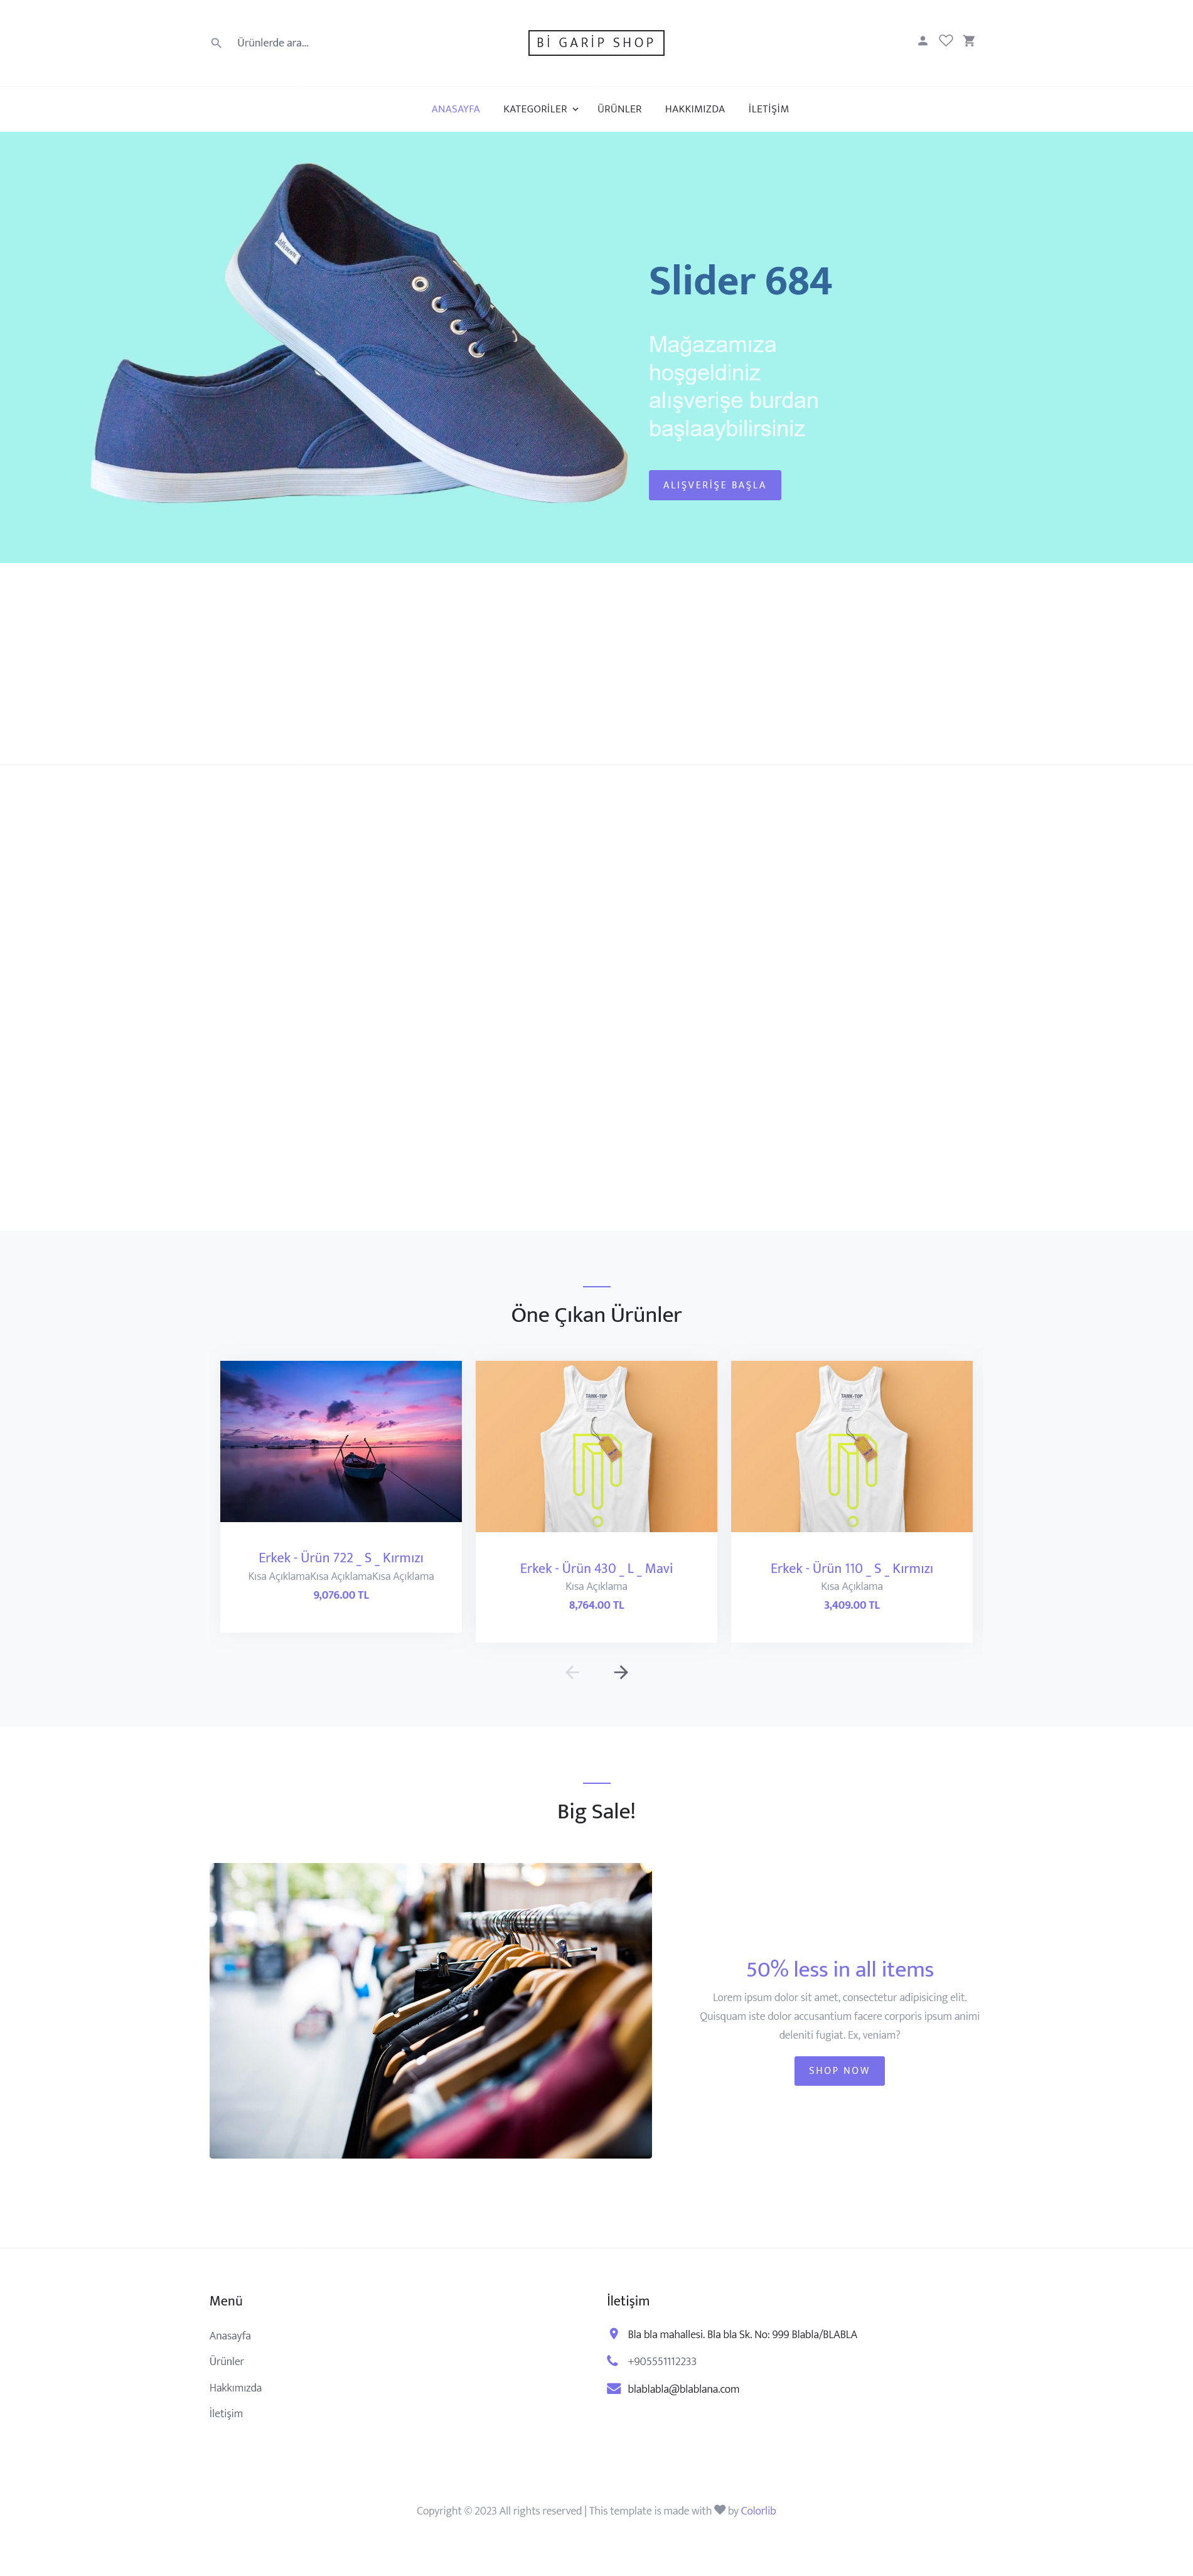 Ürünlerde ara...
Bİ GARİP SHOP
ANASAYFA KATEGORİLER ÜRÜNLER HAKKIMIZDA İLETİŞİM
Slider 684
Mağazamıza
hoşgeldiniz
alışverişe burdan
başlaaybilirsiniz
ALIŞVERİŞE BAŞLA
Öne Çıkan Ürünler
TANK-TOP
TANK-TOP
Erkek - Ürün 722 _ S _ Kırmızı
Kısa AçıklamaKısa AçıklamaKısa Açıklama
9,076.00 TL
Erkek - Ürün 430 _ L _ Mavi
Kısa Açıklama
8,764.00 TL
Erkek - Ürün 110 _ S _ Kırmızı
Kısa Açıklama
3,409.00 TL
Big Sale!
50% less in all items
Lorem ipsum dolor sit amet, consectetur adipisicing elit.
Quisquam iste dolor accusantium facere corporis ipsum animi
deleniti fugiat. Ex, veniam?
SHOP NOW
Menü
Anasayfa
Ürünler
Hakkımızda
İletişim
İletişim
Bla bla mahallesi. Bla bla Sk. No: 999 Blabla/BLABLA
+905551112233
blablabla@blablana.com
Copyright © 2023 All rights reserved | This template is made with by Colorlib